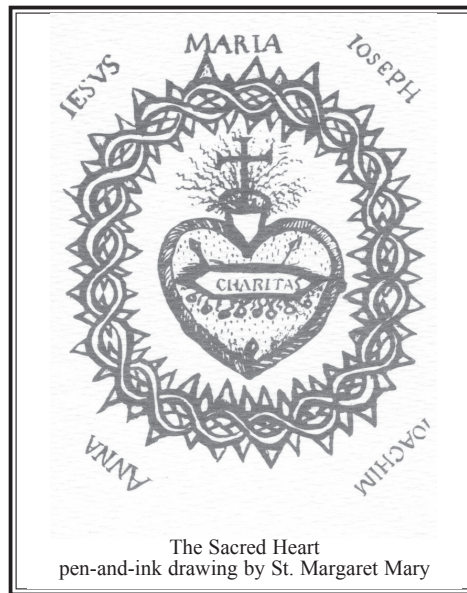 IESVS
MARIA
IOSEPH
CHARITAS
ANNA
IOACHIM
The Sacred Heart
pen-and-ink drawing by St. Margaret Mary